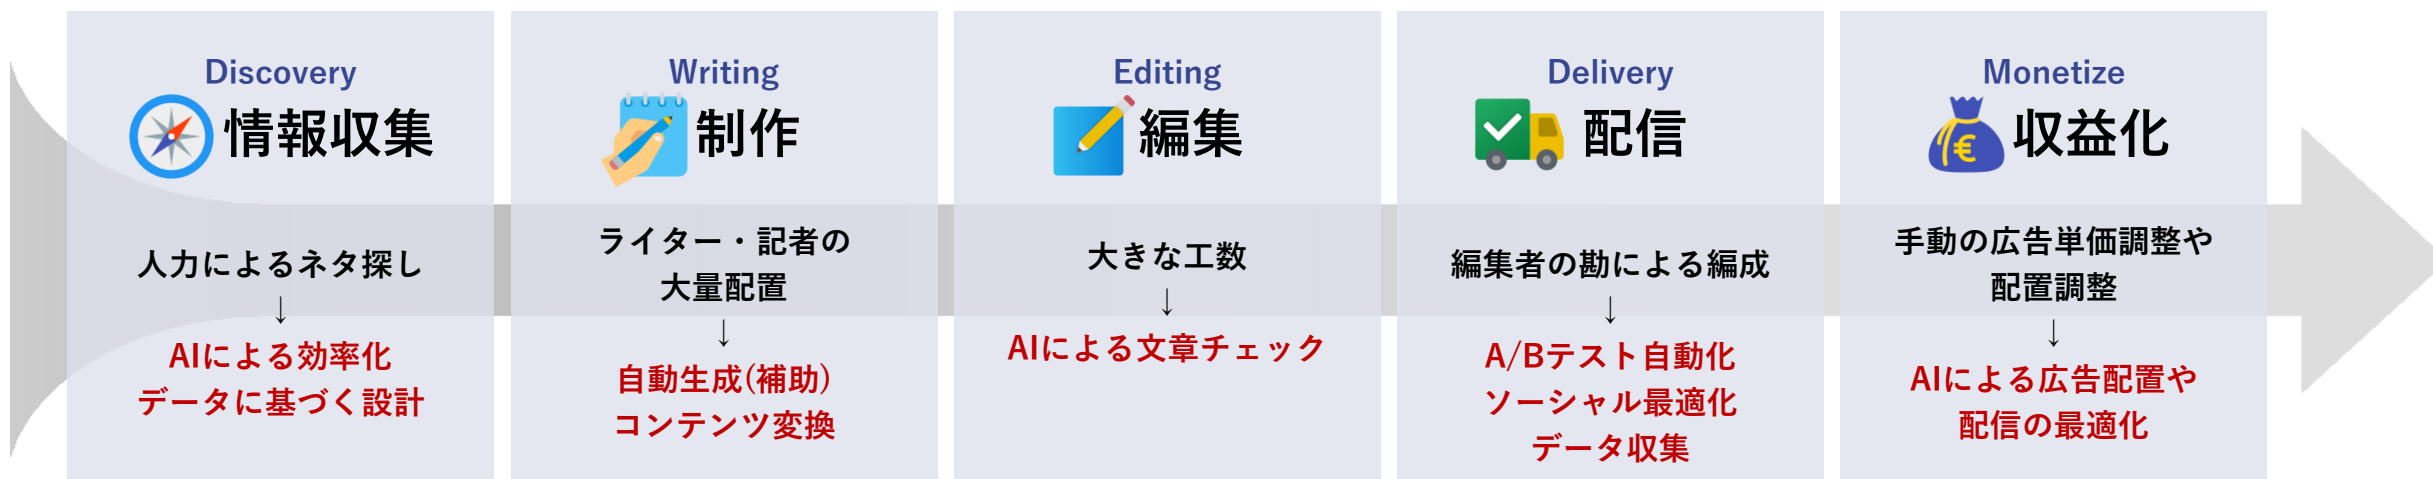 Discovery
情報収集
人力によるネタ探し
↓
AIによる効率化
データに基づく設計
Writing
制作
ライター・記者の
大量配置
↓
自動生成(補助)
コンテンツ変換
Editing
編集
大きな工数
↓
AIによる文章チェック
Delivery
配信
編集者の勘による編成
↓
A/Bテスト自動化
ソーシャル最適化
データ収集
Monetize
収益化
手動の広告単価調整や
配置調整
↓
AIによる広告配置や
配信の最適化